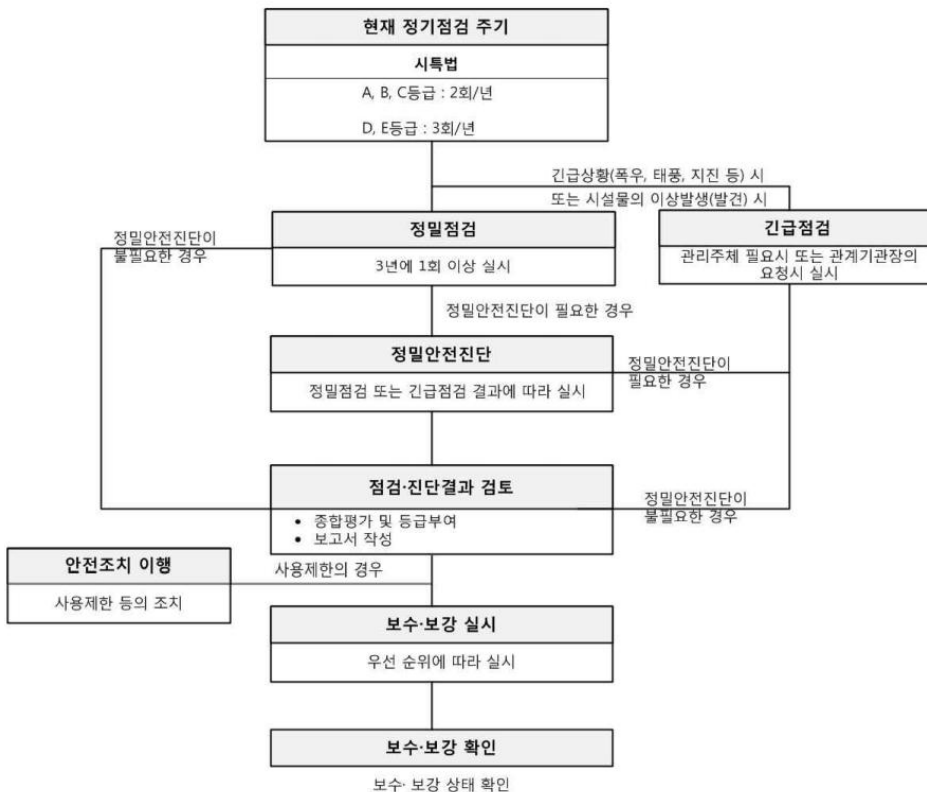 현재 정기점검 주기
시특법
A, B, C등급 : 2회/년
D, E등급 : 3회/년
긴급상황(폭우, 태풍, 지진 등) 시
또는 시설물의 이상발생(발견) 시
정밀안전진단이
불필요한 경우
정밀점검
3년에 1회 이상 실시
긴급점검
관리주체 필요시 또는 관계기관장의
요청시 실시
정밀안전진단이 필요한 경우
정밀안전진단
정밀점검 또는 긴급점검 결과에 따라 실시
정밀안전진단이
필요한 경우
점검·진단결과 검토
• 종합평가 및 등급부여
• 보고서 작성
정밀안전진단이
불필요한 경우
안전조치 이행
사용제한 등의 조치
사용제한의 경우
보수·보강 실시
우선 순위에 따라 실시
보수·보강 확인
보수· 보강 상태 확인